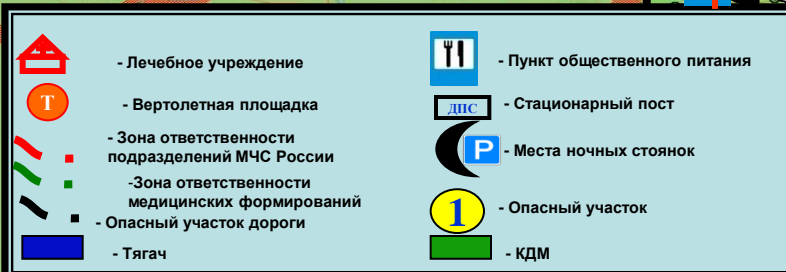 - Лечебное учреждение
Т
- Вертолетная площадка
- Зона ответственности
подразделений МЧС России
-Зона ответственности
медицинских формирований
- Опасный участок дороги
- Тягач
- Пункт общественного питания
ДПС
- Стационарный пост
P
- Места ночных стоянок
1
- Опасный участок
- КДМ